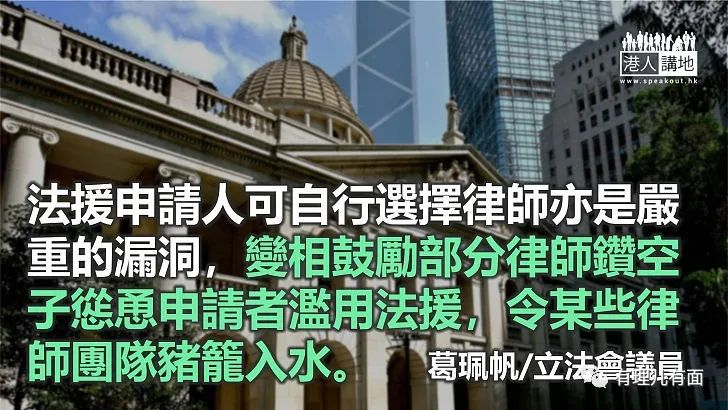 港人講地
www.speakout.hk
法援申請人可自行選擇律師亦是嚴
重的漏洞，變相鼓勵部分律師鑽空
子慫恿申請者濫用法援，令某些律
師團隊豬籠入水。
葛珮帆/立法會議員
有理兒有面